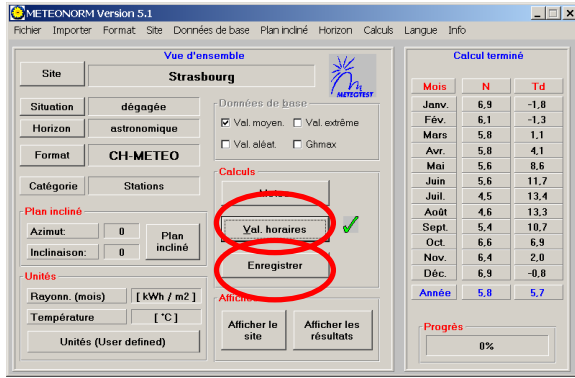 METEONORM Version 5.1
Fichier Importer Format Site Données de base Plan incliné Horizon Calculs Langue Info
Vue d'ensemble
Site
Strasbourg
METEOTEST
Situation
dégagée
Horizon
astronomique
Format
CH-METEO
Catégorie
Stations
Données de base
Val. moyen.
Val. extrême
Val. aléat.
Ghmax
Calculs
Val. horaires
Enregistrer
Plan incliné
Azimut:
0
Inclinaison:
0
Plan
incliné
Unités
Rayonn. (mois)
[ kWh / m2 ]
Température
[ °C ]
Unités (User defined)
Afficher le
site
Afficher les
résultats
Calcul terminé
Mois N Td
Janv. 6,9 -1,8
Fév. 6,1 -1,3
Mars 5,8 1,1
Avr. 5,8 4,1
Mai 5,6 8,6
Juin 5,6 11,7
Juil. 4,5 13,4
Août 4,6 13,3
Sept. 5,4 10,7
Oct. 6,6 6,9
Nov. 6,4 2,0
Déc. 6,9 -0,8
Année 5,8 5,7
Progrès
0%